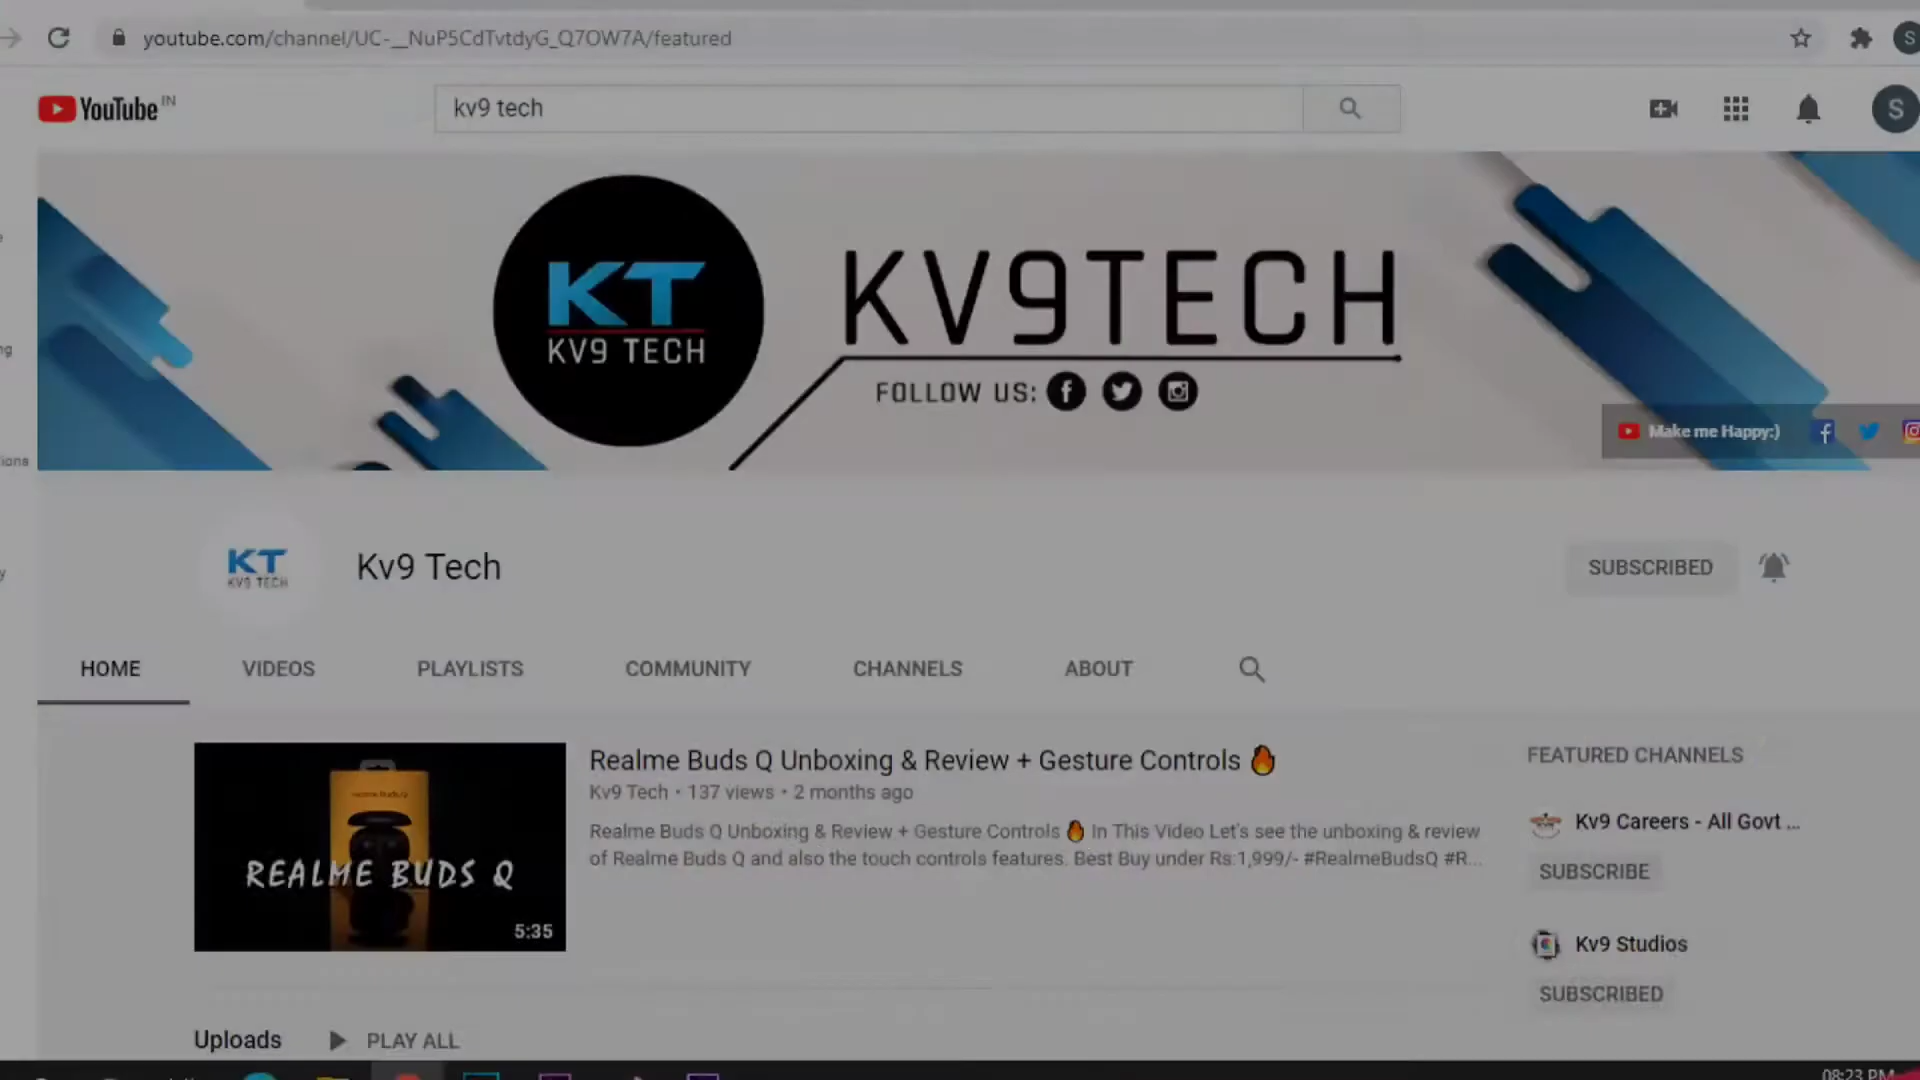 youtube.com/channel/UC-__NuP5CdTvtdyG_Q7OW7A/featured
S
YouTube IN
kv9 tech
S
KT
KV9 TECH
KV9TECH
FOLLOW US:
Make me Happy:)
KT
KV9 TECH
Kv9 Tech
SUBSCRIBED
HOME VIDEOS PLAYLISTS COMMUNITY CHANNELS ABOUT
REALME BUDS Q
5:35
Realme Buds Q Unboxing & Review + Gesture Controls 🔥
Kv9 Tech • 137 views • 2 months ago
Realme Buds Q Unboxing & Review + Gesture Controls 🔥 In This Video Let's see the unboxing & review
of Realme Buds Q and also the touch controls features. Best Buy under Rs:1,999/- #RealmeBudsQ #R...
FEATURED CHANNELS
Kv9 Careers - All Govt ...
SUBSCRIBE
Kv9 Studios
SUBSCRIBED
Uploads PLAY ALL
08:23 PM